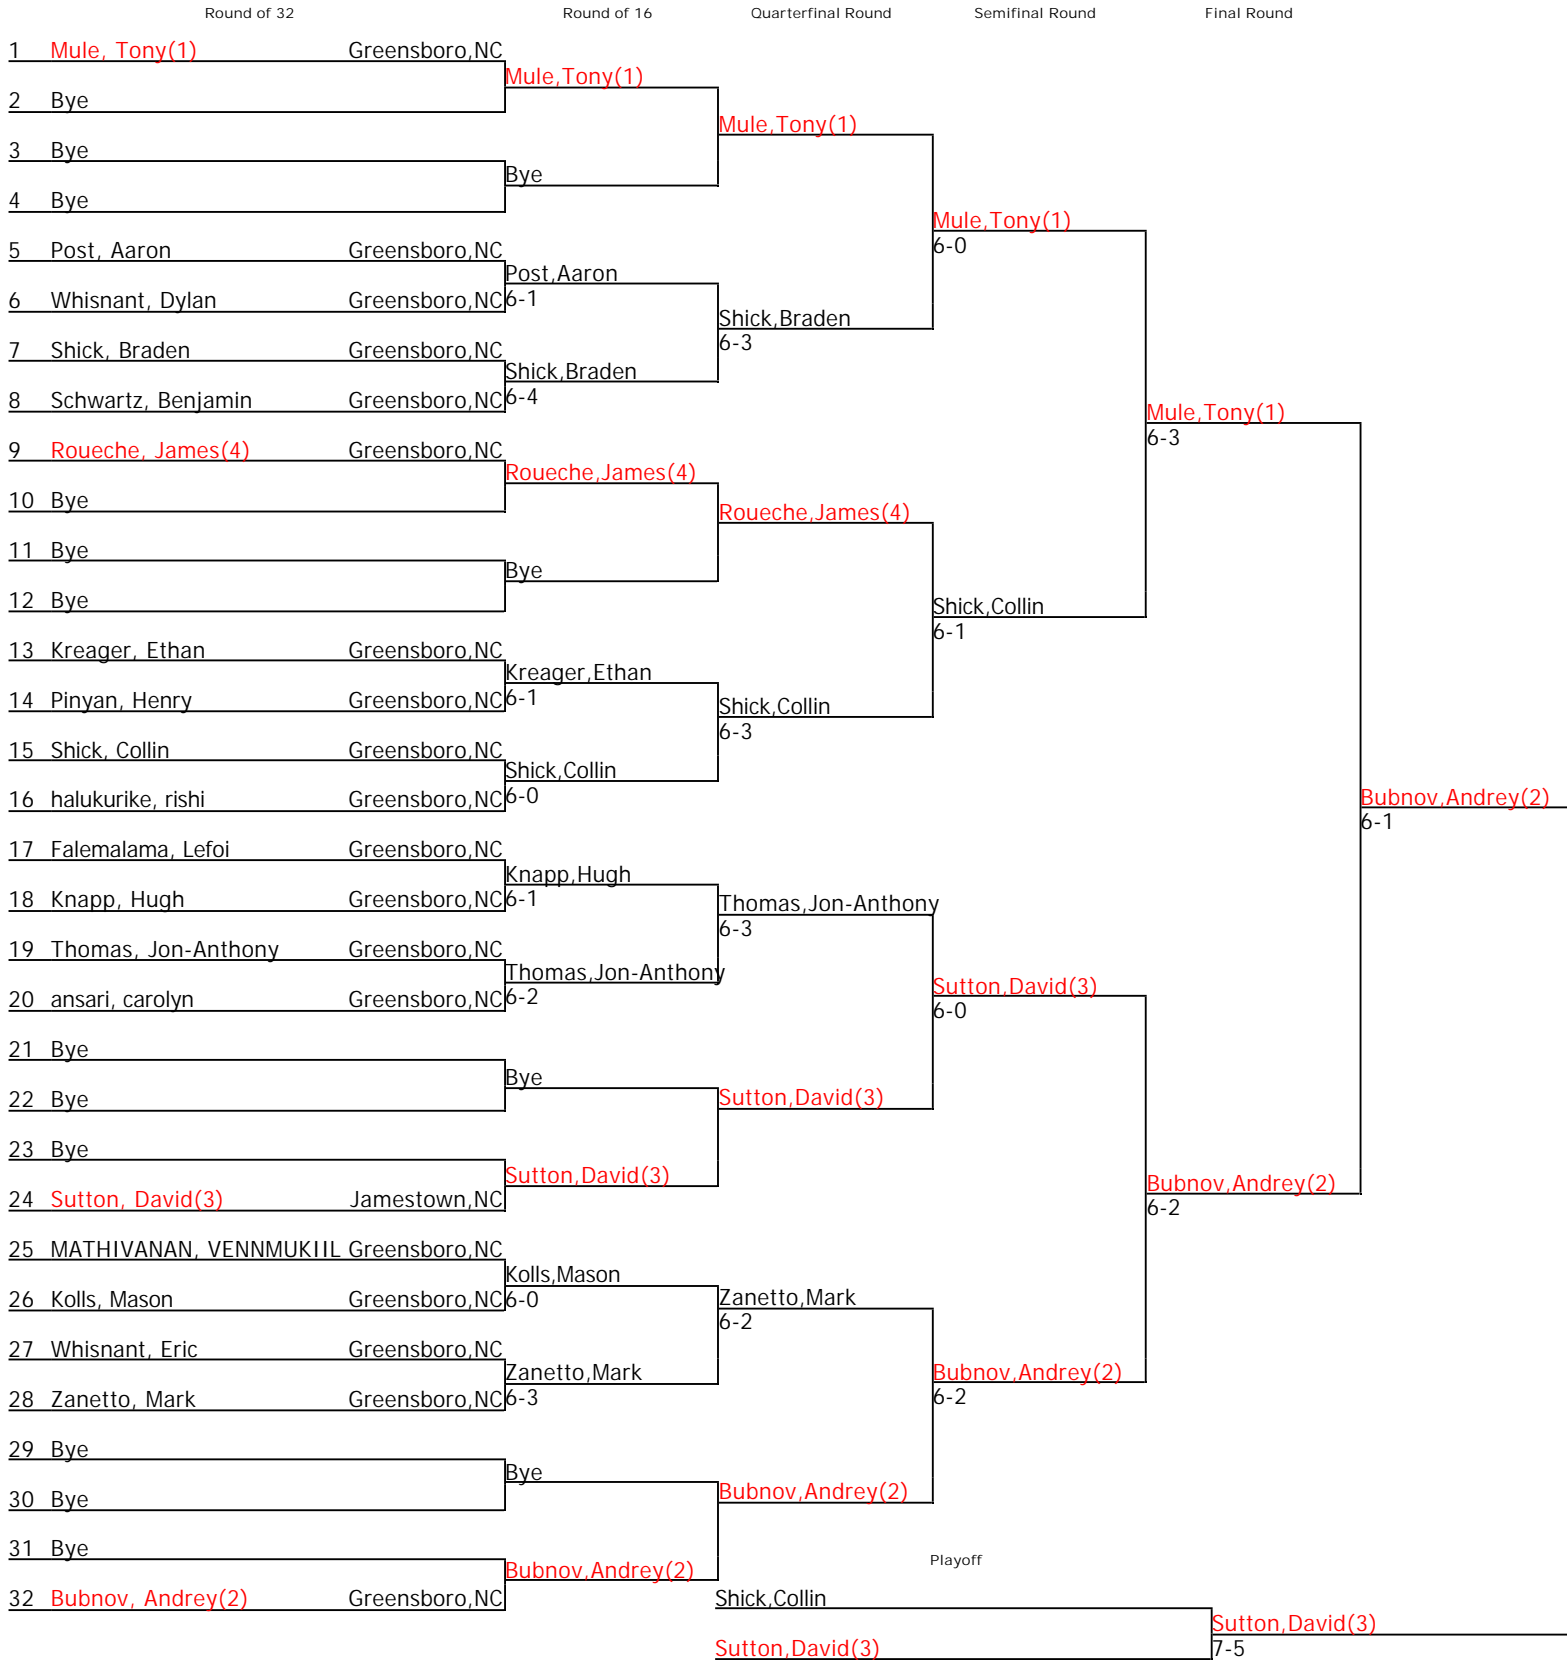 Round of 32 Round of 16 Quarterfinal Round Semifinal Round Final Round
1 Mule, Tony(1) Greensboro,NC
Mule,Tony(1)
2 Bye
Mule,Tony(1)
3 Bye
Bye
4 Bye
Mule,Tony(1)
6-0
5 Post, Aaron Greensboro,NC
Post,Aaron
6 Whisnant, Dylan Greensboro,NC 6-1
Shick,Braden
6-3
7 Shick, Braden Greensboro,NC
Shick,Braden
8 Schwartz, Benjamin Greensboro,NC 6-4
Mule,Tony(1)
6-3
9 Roueche, James(4) Greensboro,NC
Roueche,James(4)
10 Bye
Roueche,James(4)
11 Bye
Bye
12 Bye
Shick,Collin
6-1
13 Kreager, Ethan Greensboro,NC
Kreager,Ethan
14 Pinyan, Henry Greensboro,NC 6-1
Shick,Collin
6-3
15 Shick, Collin Greensboro,NC
Shick,Collin
16 halukurike, rishi Greensboro,NC 6-0
Bubnov,Andrey(2)
6-1
17 Falemalama, Lefoi Greensboro,NC
Knapp,Hugh
18 Knapp, Hugh Greensboro,NC 6-1
Thomas,Jon-Anthony
6-3
19 Thomas, Jon-Anthony Greensboro,NC
Thomas,Jon-Anthony
20 ansari, carolyn Greensboro,NC 6-2
Sutton,David(3)
6-0
21 Bye
Bye
22 Bye
Sutton,David(3)
23 Bye
Sutton,David(3)
24 Sutton, David(3) Jamestown,NC
Bubnov,Andrey(2)
6-2
25 MATHIVANAN, VENNMUKIIL Greensboro,NC
Kolls,Mason
26 Kolls, Mason Greensboro,NC 6-0
Zanetto,Mark
6-2
27 Whisnant, Eric Greensboro,NC
Zanetto,Mark
28 Zanetto, Mark Greensboro,NC 6-3
Bubnov,Andrey(2)
6-2
29 Bye
Bye
30 Bye
Bubnov,Andrey(2)
31 Bye
Bubnov,Andrey(2)
32 Bubnov, Andrey(2) Greensboro,NC
Playoff
Shick,Collin
Sutton,David(3)
Sutton,David(3)
7-5